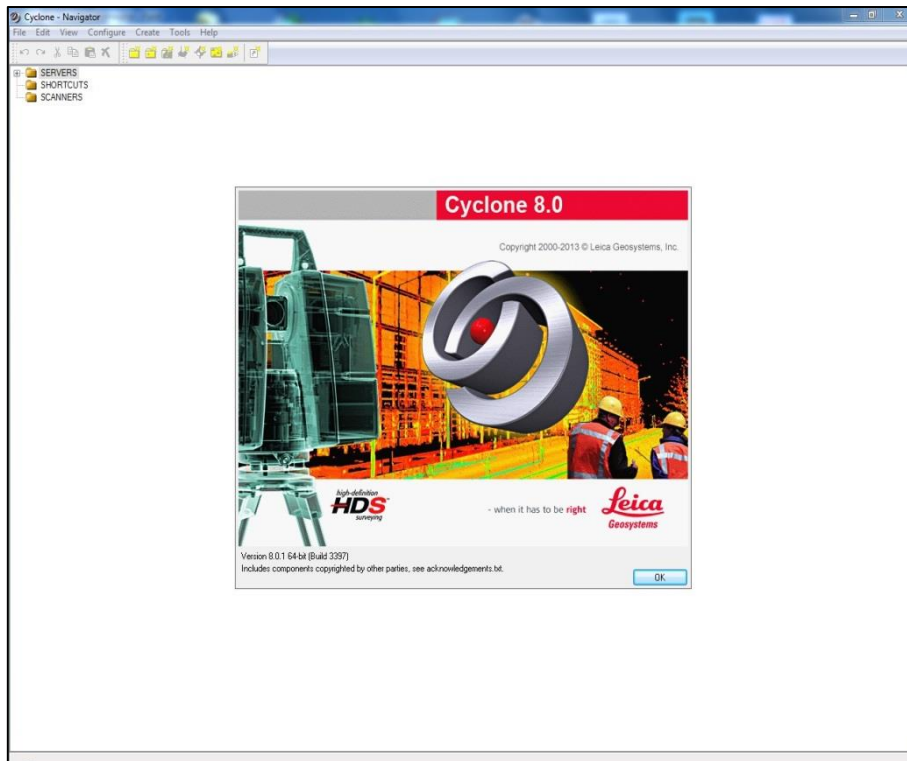 Cyclone - Navigator
File Edit View Configure Create Tools Help
SERVERS
SHORTCUTS
SCANNERS
Cyclone 8.0
Copyright 2000-2013 © Leica Geosystems, Inc.
high-definition
HDS™
surveying
- when it has to be right
Leica
Geosystems
Version 8.0.1 64-bit (Build 3397)
Includes components copyrighted by other parties, see acknowledgements.txt.
OK